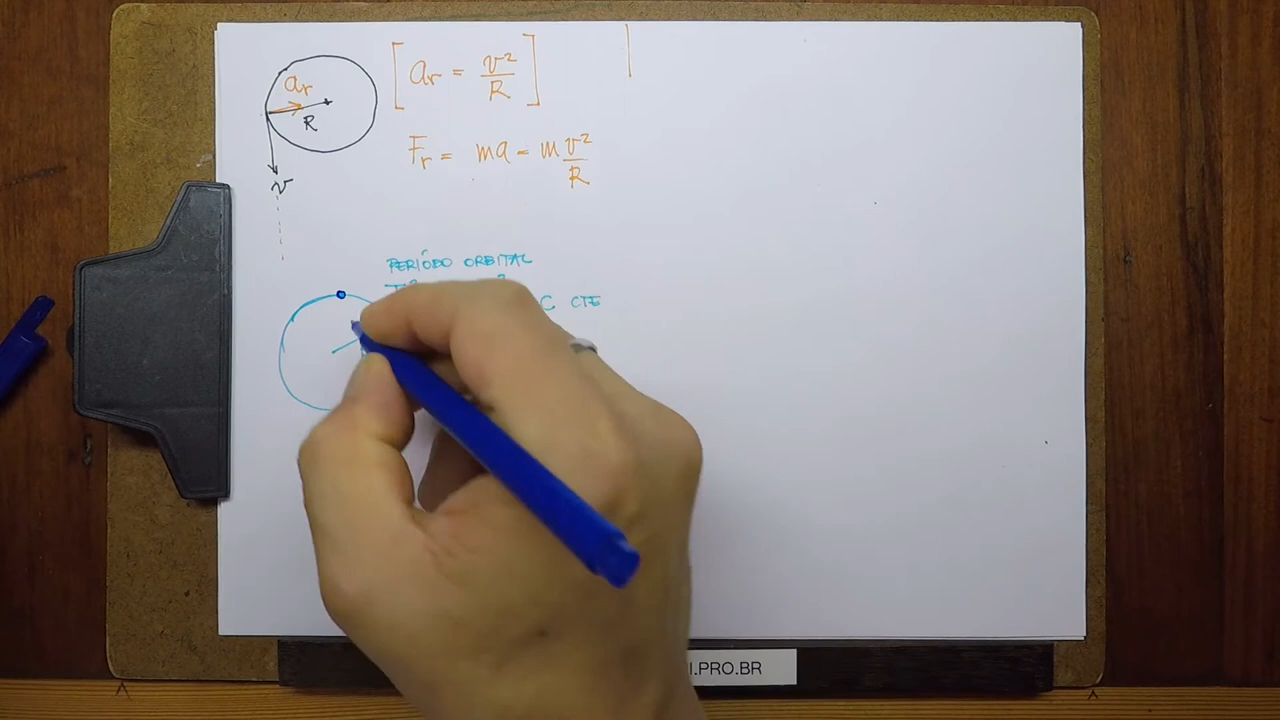 ar
[ar = v²/R]
R
Fr = ma = m v²/R
v
PERÍODO ORBITAL
C CTE
I.PRO.BR